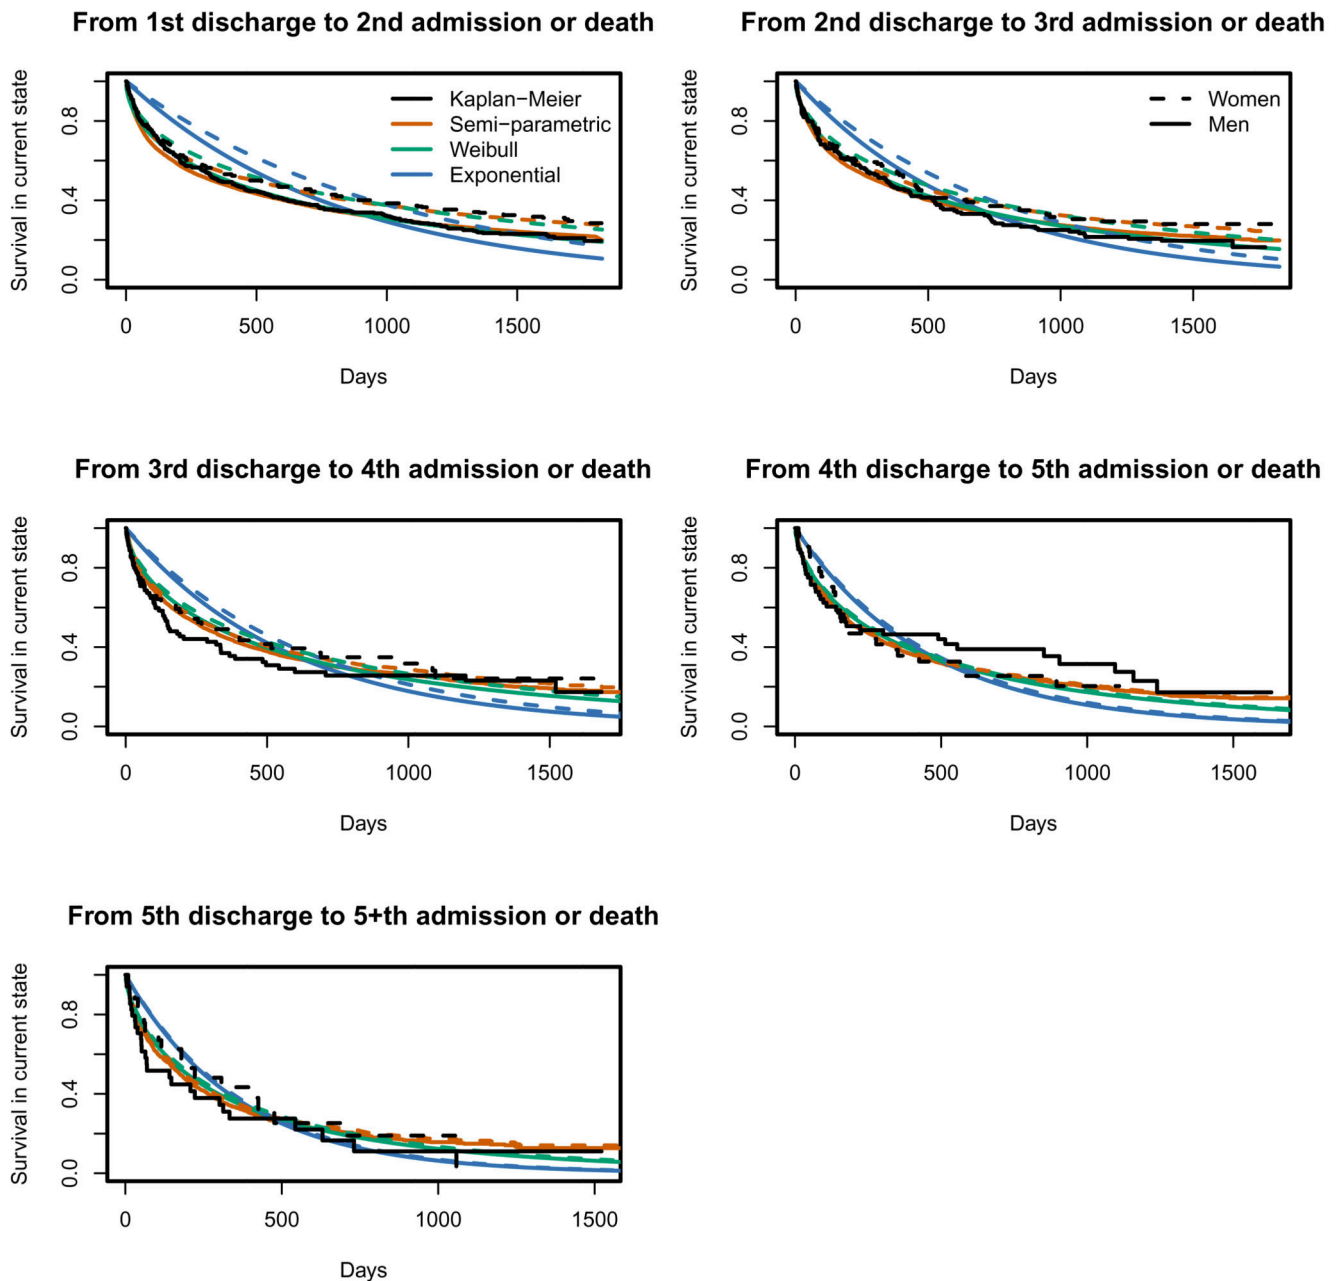 From 1st discharge to 2nd admission or death
Survival in current state
0.8
0.4
0.0
Kaplan−Meier
Semi−parametric
Weibull
Exponential
0 500 1000 1500
Days
From 2nd discharge to 3rd admission or death
Survival in current state
0.8
0.4
0.0
Women
Men
0 500 1000 1500
Days
From 3rd discharge to 4th admission or death
Survival in current state
0.8
0.4
0.0
0 500 1000 1500
Days
From 4th discharge to 5th admission or death
Survival in current state
0.8
0.4
0.0
0 500 1000 1500
Days
From 5th discharge to 5+th admission or death
Survival in current state
0.8
0.4
0.0
0 500 1000 1500
Days